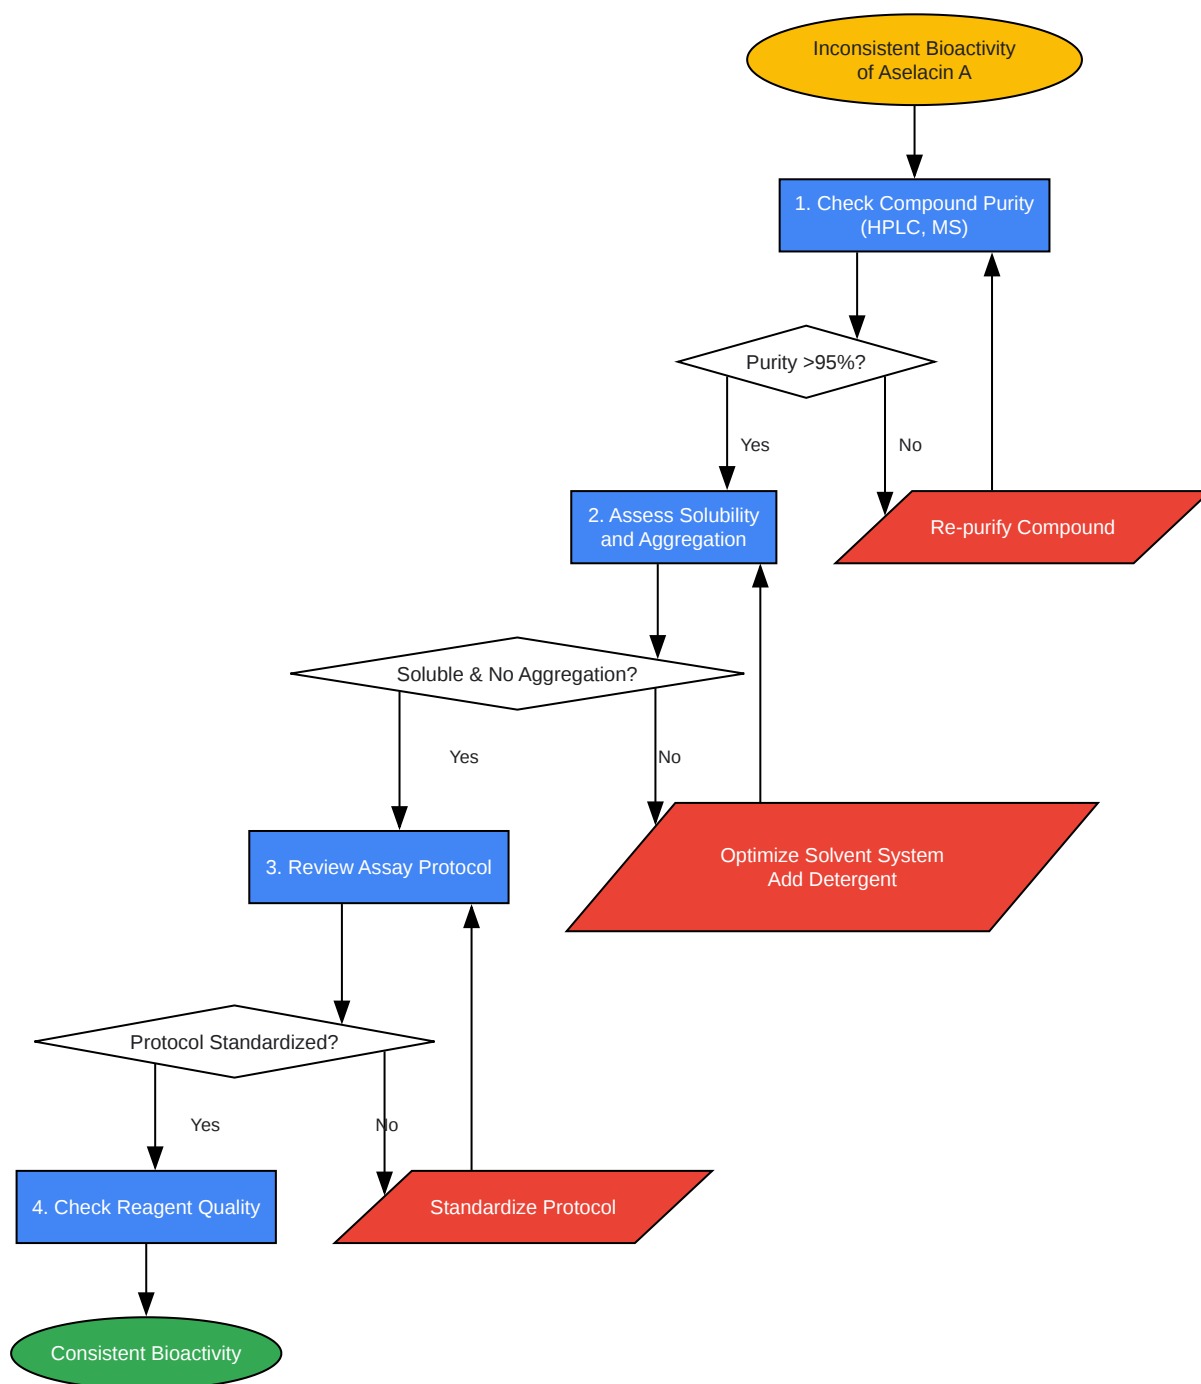 Inconsistent Bioactivity
of Aselacin A
1. Check Compound Purity
(HPLC, MS)
Purity >95%?
Yes
No
2. Assess Solubility
and Aggregation
Re-purify Compound
Soluble & No Aggregation?
Yes
No
3. Review Assay Protocol
Optimize Solvent System
Add Detergent
Protocol Standardized?
Yes
No
4. Check Reagent Quality
Standardize Protocol
Consistent Bioactivity